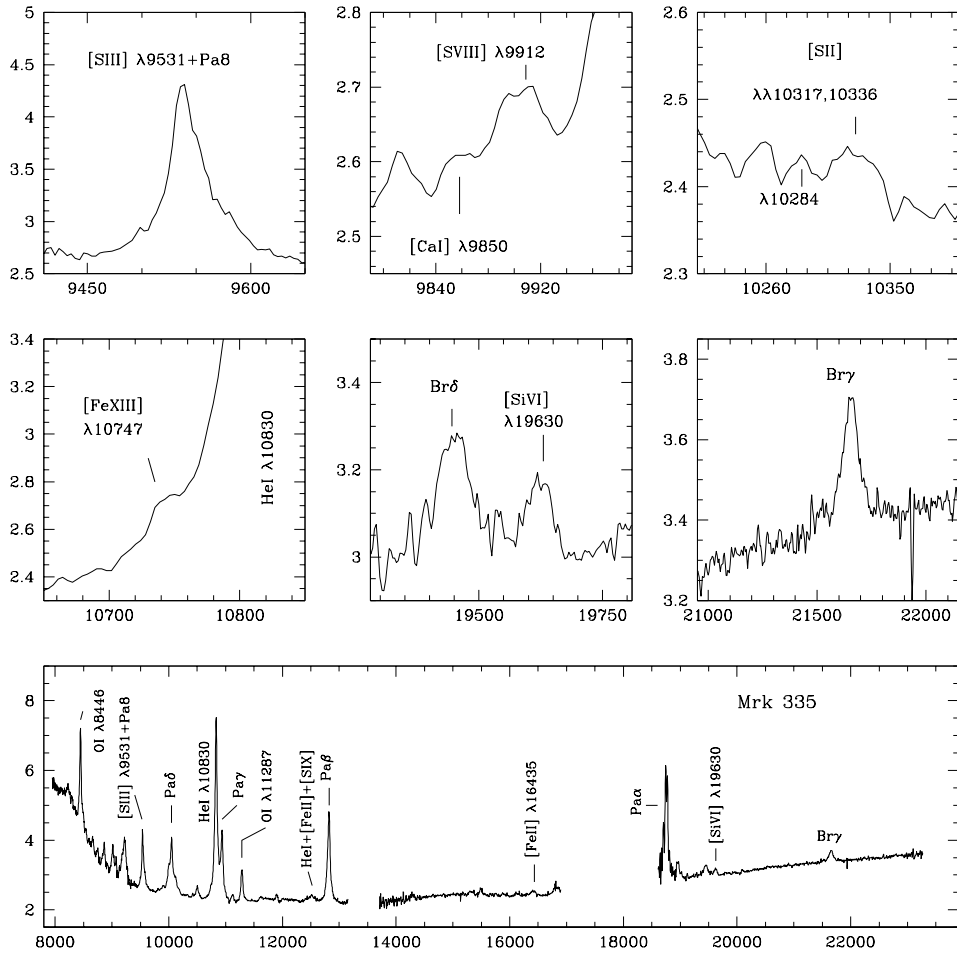 5
4.5
4
3.5
3
2.5
[SIII] λ9531+Pa8
9450
9600
2.8
2.7
2.6
2.5
[SVIII] λ9912
[CaI] λ9850
9840
9920
2.6
2.5
2.4
2.3
[SII]
λλ10317,10336
λ10284
10260
10350
3.4
3.2
3
2.8
2.6
2.4
[FeXIII]
λ10747
HeI λ10830
10700
10800
3.4
3.2
3
Brδ
[SiVI]
λ19630
19500
19750
3.8
3.6
3.4
3.2
Brγ
21000
21500
22000
8
6
4
2
OI λ8446
[SIII] λ9531+Pa8
Paδ
HeI λ10830
Paγ
OI λ11287
HeI+[FeII]+[SIX]
Paβ
[FeII] λ16435
Paα
[SiVI] λ19630
Brγ
Mrk 335
8000
10000
12000
14000
16000
18000
20000
22000